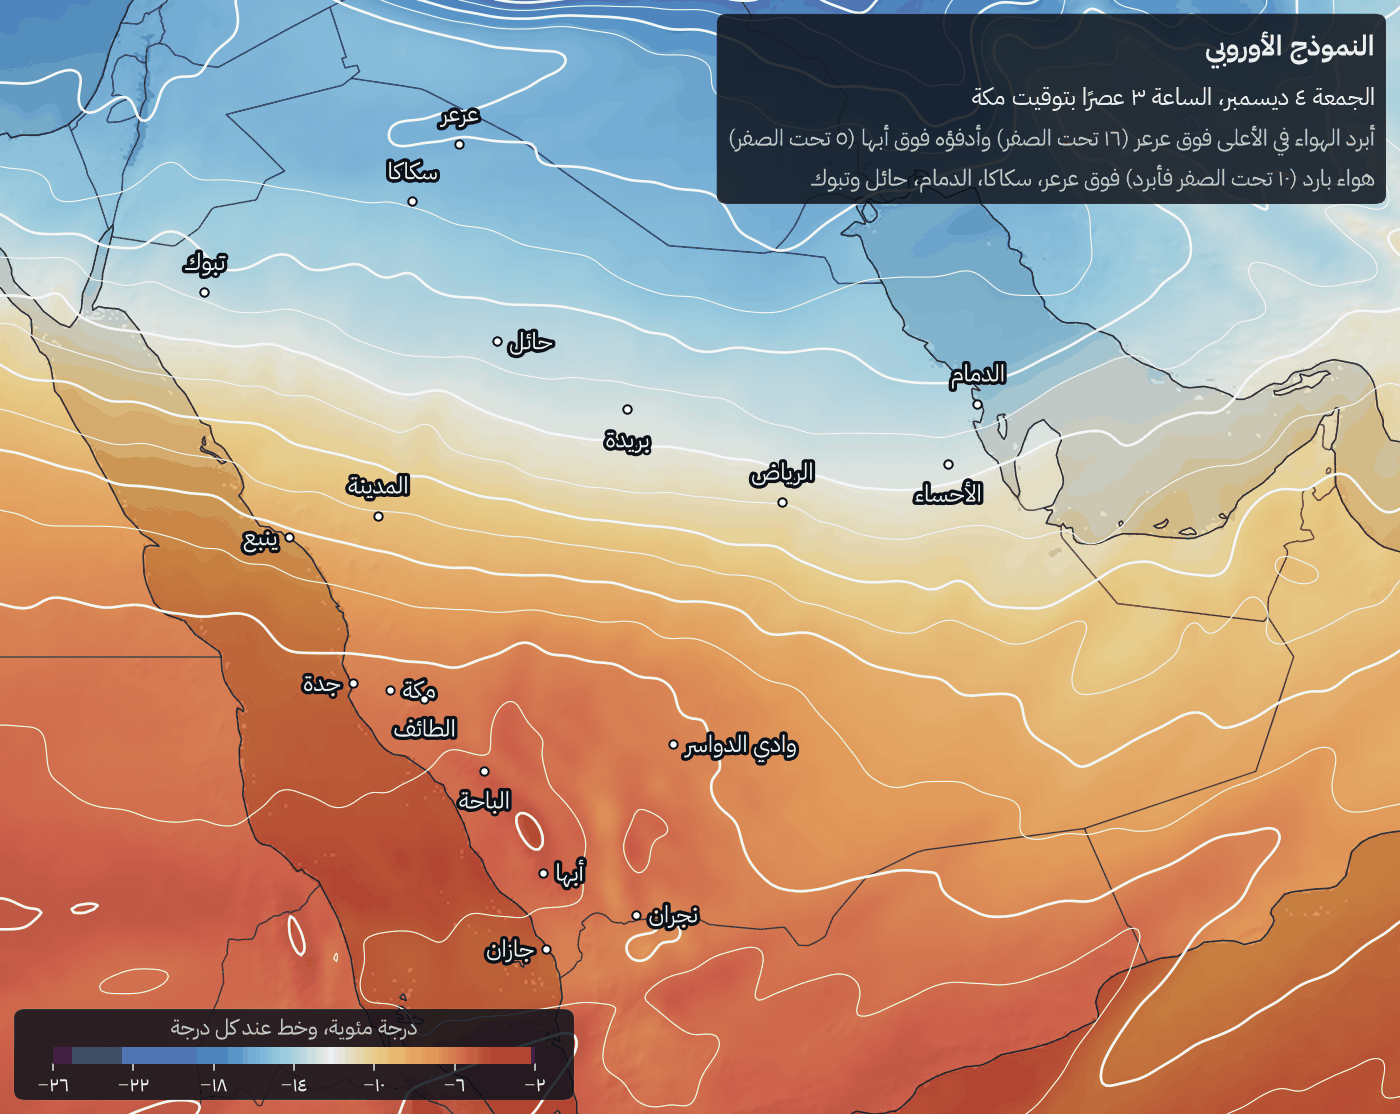 النموذج الأوروبي
الجمعة ٤ ديسمبر، الساعة ٣ عصرًا بتوقيت مكة
أبرد الهواء في الأعلى فوق عرعر (١٦ تحت الصفر) وأدفؤه فوق أبها (٥ تحت الصفر)
هواء بارد (١٠ تحت الصفر فأبرد) فوق عرعر، سكاكا، الدمام، حائل وتبوك
عرعر
سكاكا
تبوك
حائل
الدمام
بريدة
الرياض
الأحساء
المدينة
ينبع
جدة
مكة
الطائف
وادي الدواسر
الباحة
أبها
نجران
جازان
درجة مئوية، وخط عند كل درجة
−٢٦ −٢٢ −١٨ −١٤ −١٠ −٦ −٢